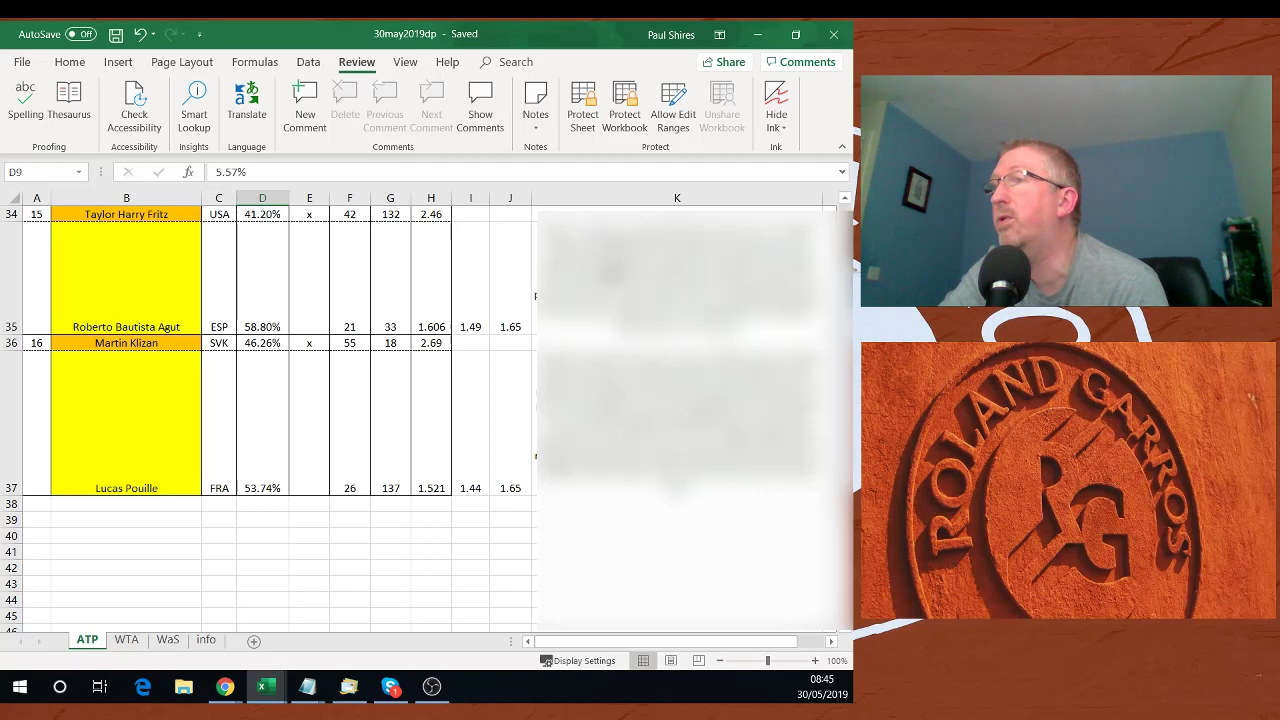 AutoSave Off 30may2019dp - Saved Paul Shires
File Home Insert Page Layout Formulas Data Review View Help Search Share Comments
abc
Spelling Thesaurus Check Accessibility Smart Lookup Translate New Comment Delete Previous Comment Next Comment Show Comments Notes Protect Sheet Protect Workbook Allow Edit Ranges Unshare Workbook Hide Ink
Proofing Accessibility Insights Language Comments Notes Protect Ink
D9 fx 5.57%
A B C D E F G H I J K
34 15 Taylor Harry Fritz USA 41.20% x 42 132 2.46
35 Roberto Bautista Agut ESP 58.80% 21 33 1.606 1.49 1.65
36 16 Martin Klizan SVK 46.26% x 55 18 2.69
37 Lucas Pouille FRA 53.74% 26 137 1.521 1.44 1.65
38
39
40
41
42
43
44
45
ATP WTA WaS info
Display Settings 100%
08:45
30/05/2019
ROLAND GARROS
RG